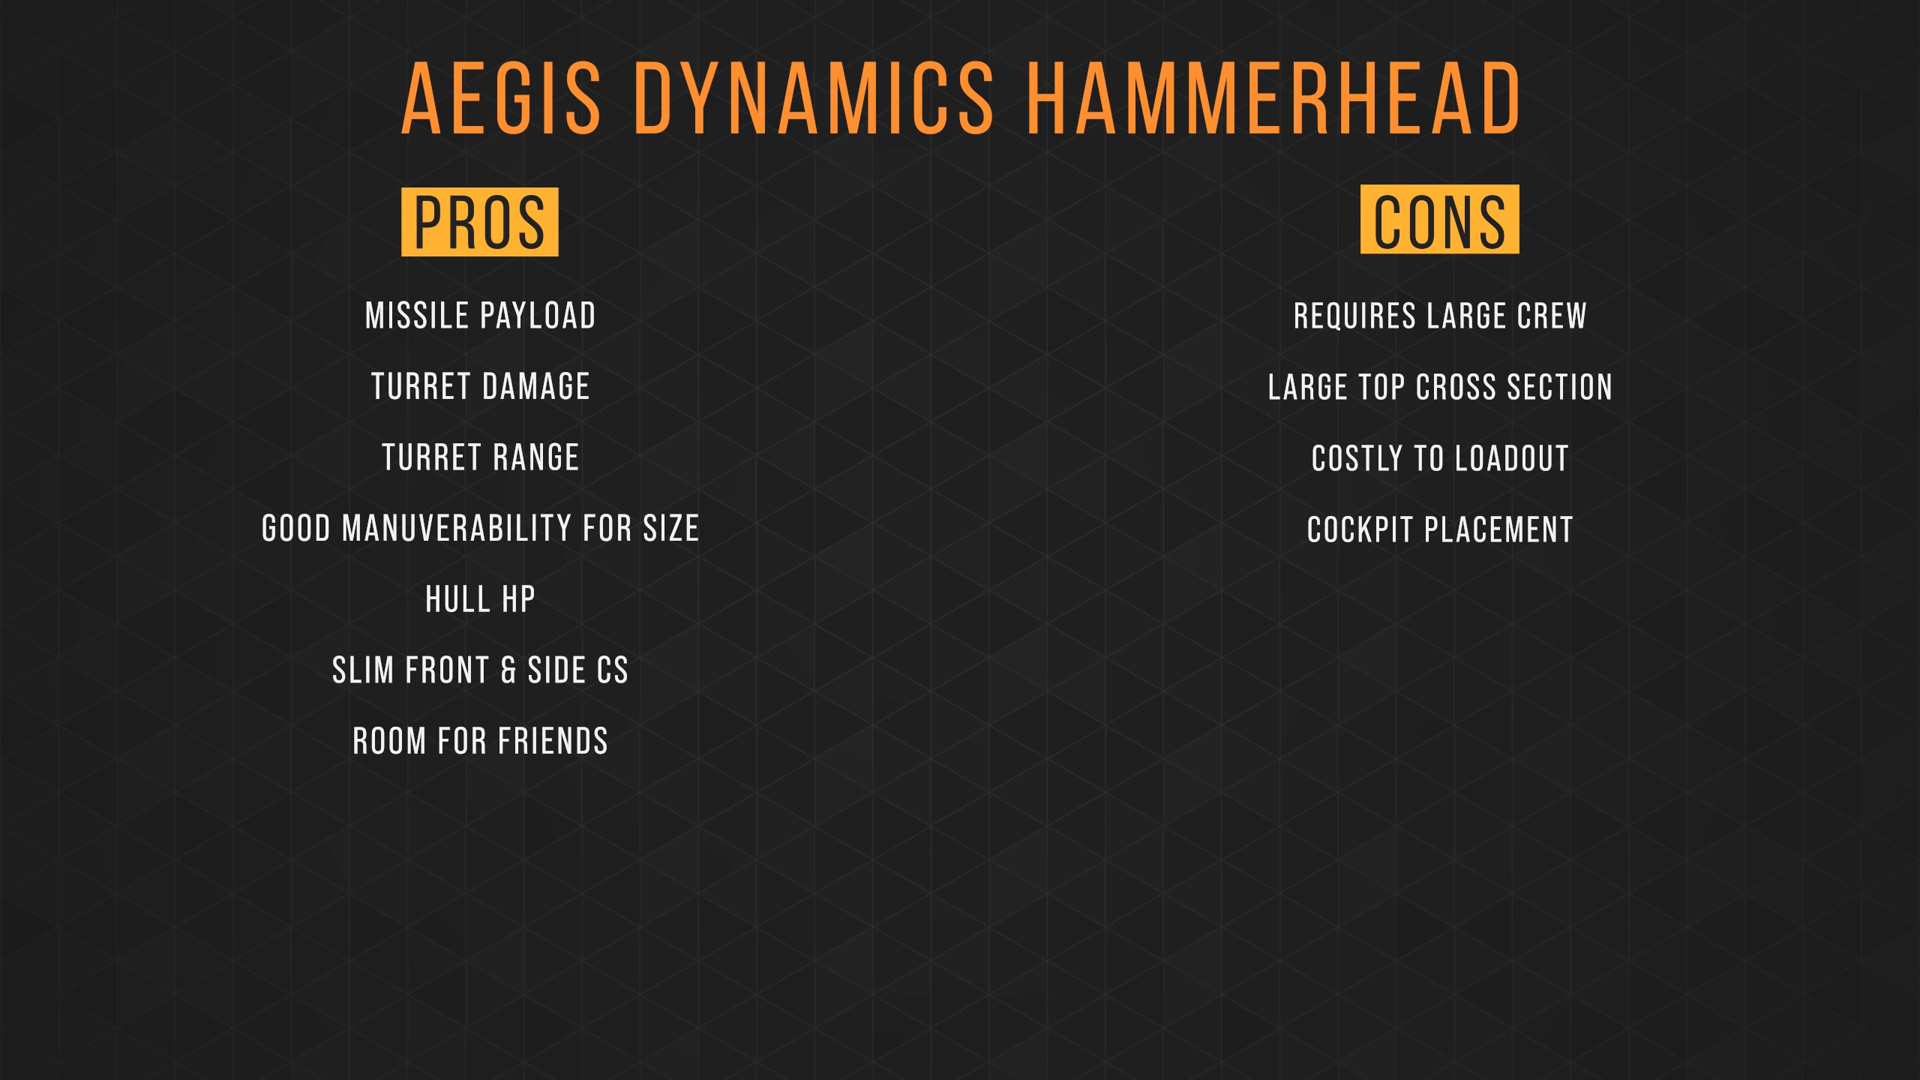 AEGIS DYNAMICS HAMMERHEAD
PROS
MISSILE PAYLOAD
TURRET DAMAGE
TURRET RANGE
GOOD MANUVERABILITY FOR SIZE
HULL HP
SLIM FRONT & SIDE CS
ROOM FOR FRIENDS
CONS
REQUIRES LARGE CREW
LARGE TOP CROSS SECTION
COSTLY TO LOADOUT
COCKPIT PLACEMENT